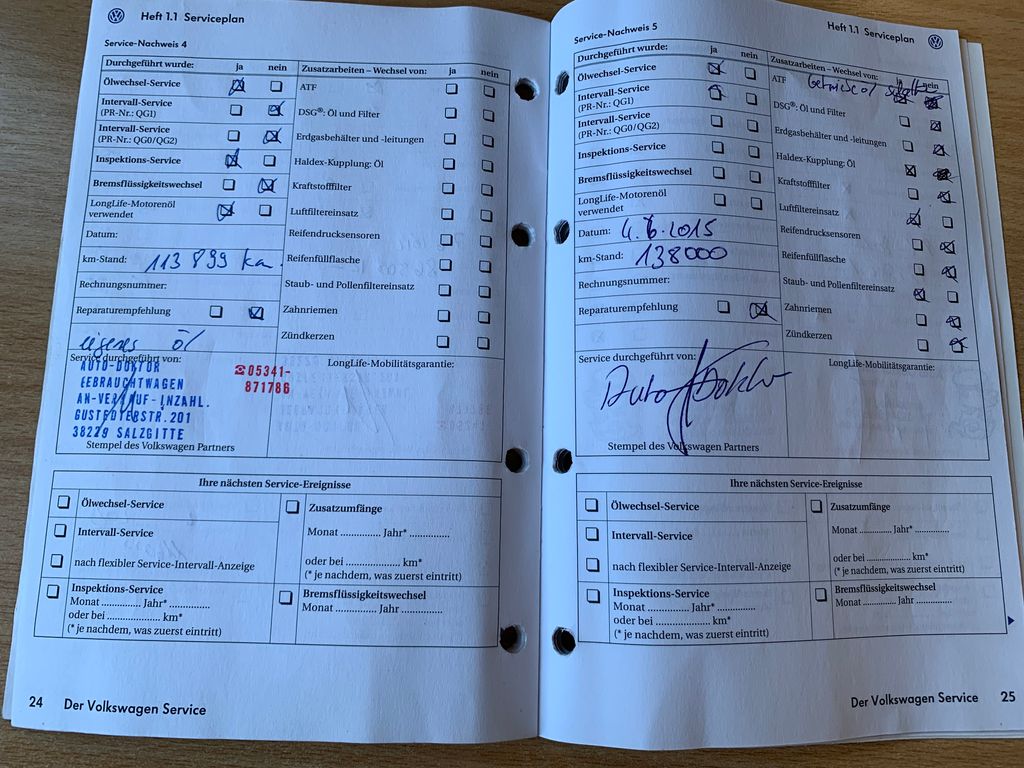 Heft 1.1 Serviceplan
Service-Nachweis 4
Durchgeführt wurde: ja nein
Ölwechsel-Service
Intervall-Service
(PR-Nr.: QG1)
Intervall-Service
(PR-Nr.: QG0/QG2)
Inspektions-Service
Bremsflüssigkeitswechsel
LongLife-Motorenöl
verwendet
Datum:
km-Stand: 113 899 km
Rechnungsnummer:
Reparaturempfehlung
eigenes Öl
Zusatzarbeiten – Wechsel von: ja nein
ATF
DSG®: Öl und Filter
Erdgasbehälter und -leitungen
Haldex-Kupplung: Öl
Kraftstofffilter
Luftfiltereinsatz
Reifendrucksensoren
Reifenfüllflasche
Staub- und Pollenfiltereinsatz
Zahnriemen
Zündkerzen
Service durchgeführt von:
AUTO-DOKTOR
GEBRAUCHTWAGEN
AN-VERKAUF-INZAHL.
GUSTEDTERSTR.201
38229 SALZGITTE
☎05341-
871786
Stempel des Volkswagen Partners
LongLife-Mobilitätsgarantie:
Ihre nächsten Service-Ereignisse
Ölwechsel-Service
Intervall-Service
nach flexibler Service-Intervall-Anzeige
Inspektions-Service
Monat ............. Jahr* .............
oder bei .................... km*
(* je nachdem, was zuerst eintritt)
Zusatzumfänge
Monat ............. Jahr* .............
oder bei .................... km*
(* je nachdem, was zuerst eintritt)
Bremsflüssigkeitswechsel
Monat ............. Jahr .............
24 Der Volkswagen Service
Heft 1.1 Serviceplan
Service-Nachweis 5
Durchgeführt wurde: ja nein
Ölwechsel-Service
Intervall-Service
(PR-Nr.: QG1)
Intervall-Service
(PR-Nr.: QG0/QG2)
Inspektions-Service
Bremsflüssigkeitswechsel
LongLife-Motorenöl
verwendet
Datum: 4.6.2015
km-Stand: 138000
Rechnungsnummer:
Reparaturempfehlung
Zusatzarbeiten – Wechsel von: ja nein
ATF Getriebeöl
DSG®: Öl und Filter
Erdgasbehälter und -leitungen
Haldex-Kupplung: Öl
Kraftstofffilter
Luftfiltereinsatz
Reifendrucksensoren
Reifenfüllflasche
Staub- und Pollenfiltereinsatz
Zahnriemen
Zündkerzen
Service durchgeführt von:
Auto Doktor
Stempel des Volkswagen Partners
LongLife-Mobilitätsgarantie:
Ihre nächsten Service-Ereignisse
Ölwechsel-Service
Intervall-Service
nach flexibler Service-Intervall-Anzeige
Inspektions-Service
Monat ............. Jahr* .............
oder bei .................... km*
(* je nachdem, was zuerst eintritt)
Zusatzumfänge
Monat ............. Jahr* .............
oder bei .................... km*
(* je nachdem, was zuerst eintritt)
Bremsflüssigkeitswechsel
Monat ............. Jahr .............
Der Volkswagen Service 25